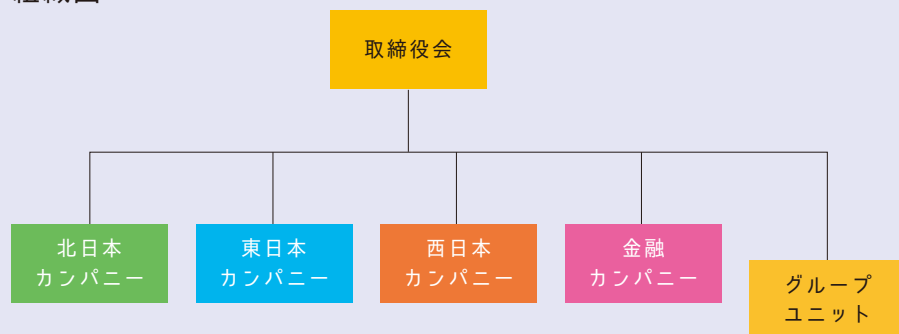 取締役会
北日本
カンパニー
東日本
カンパニー
西日本
カンパニー
金融
カンパニー
グループ
ユニット